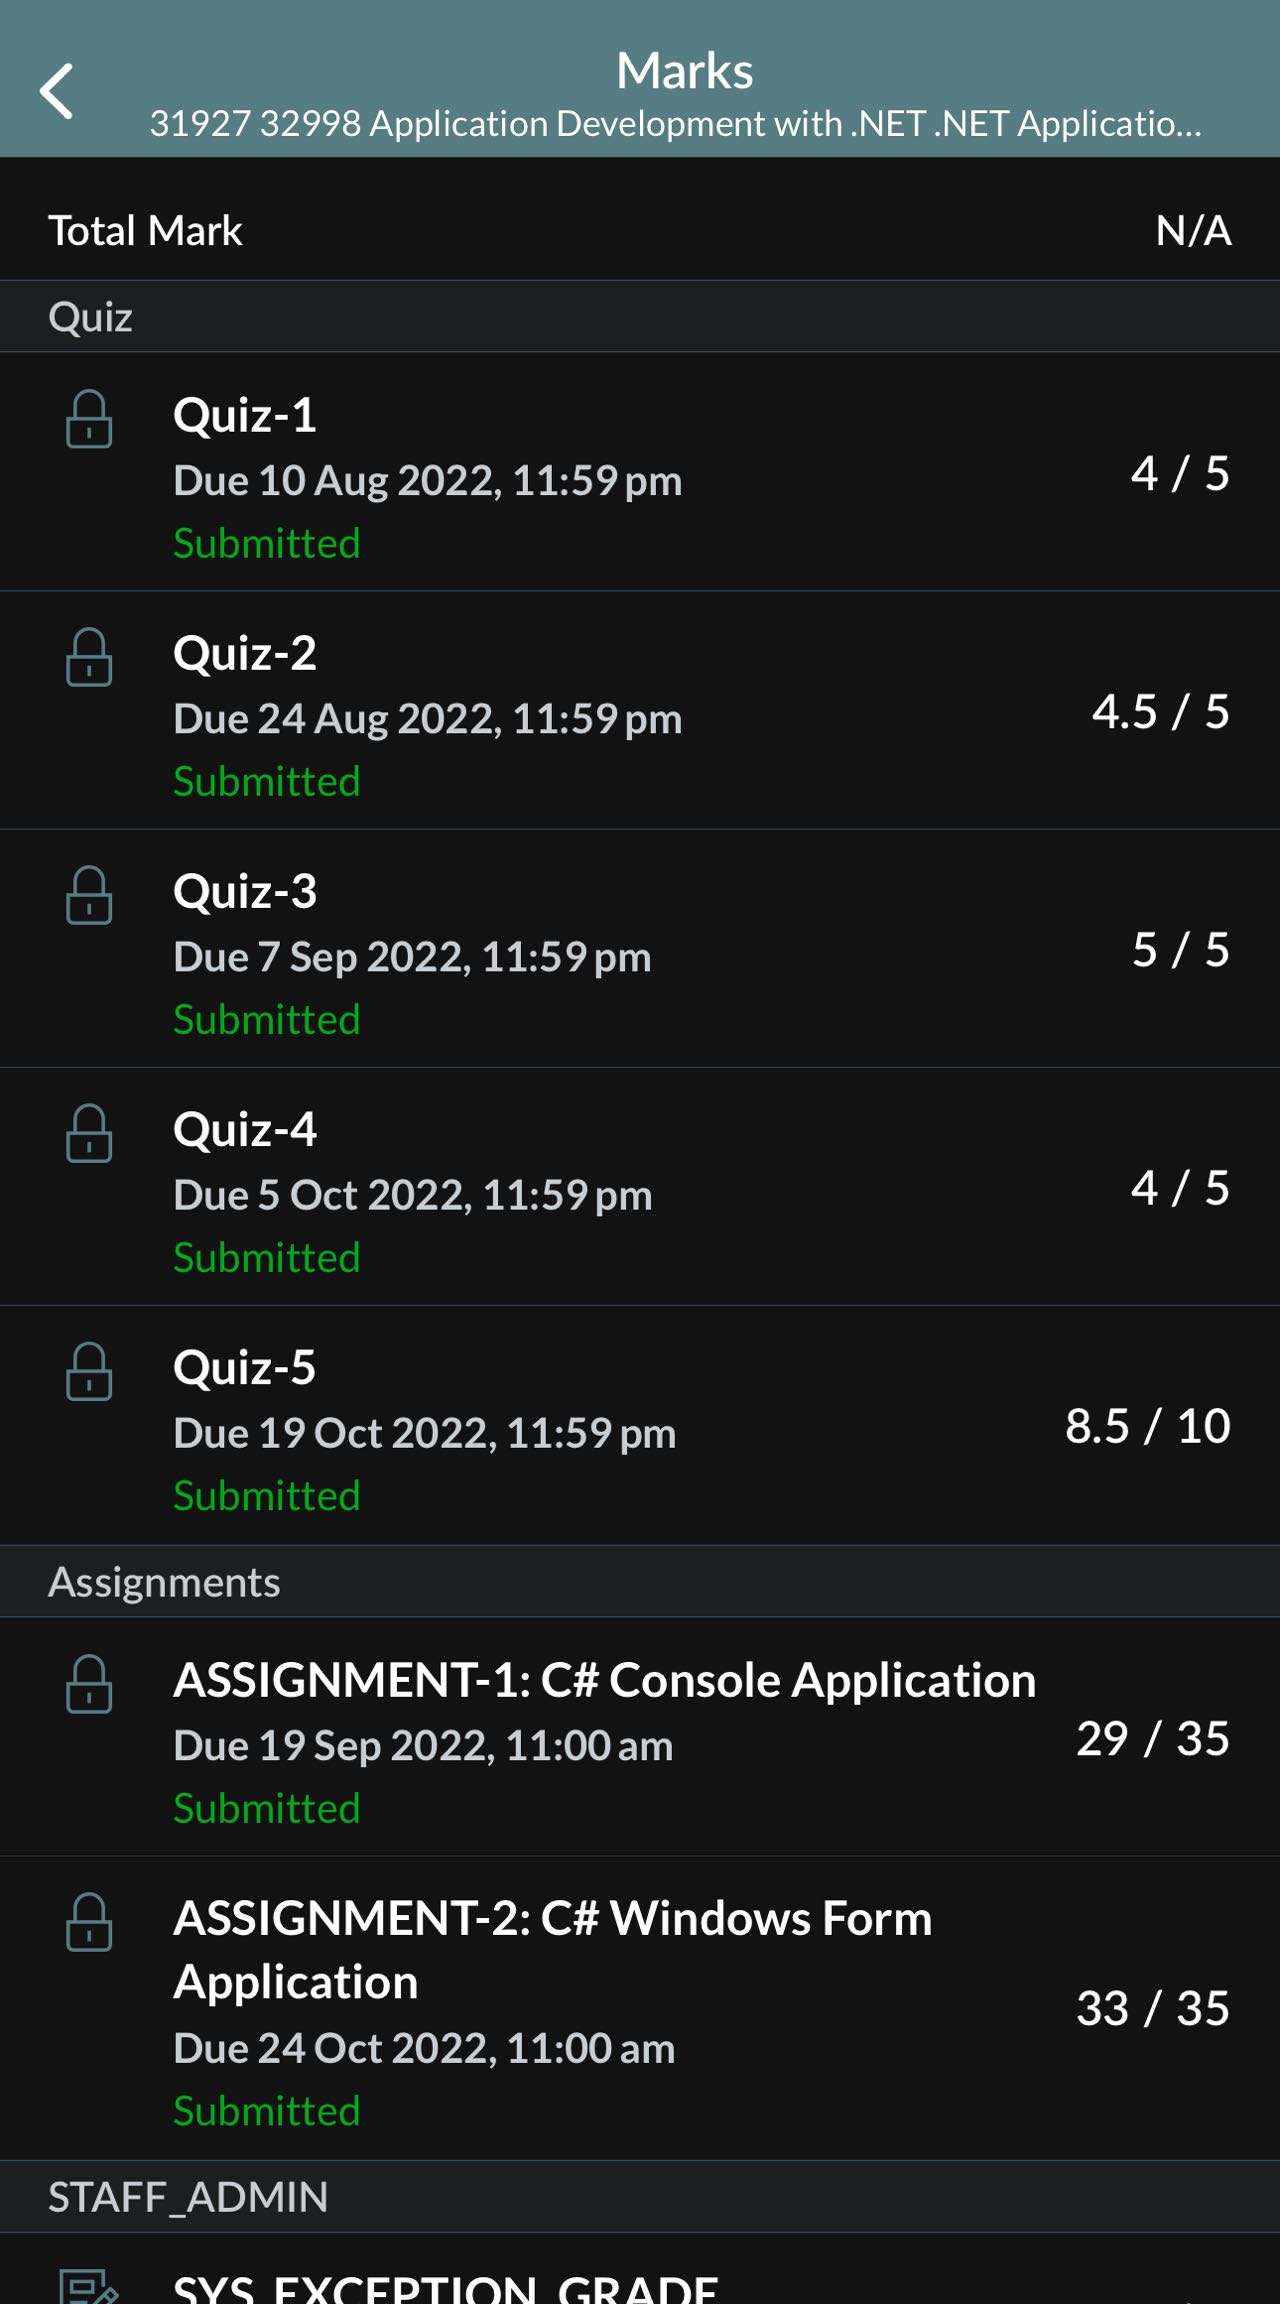 Marks
31927 32998 Application Development with .NET .NET Applicatio...
Total Mark N/A
Quiz
Quiz-1
Due 10 Aug 2022, 11:59 pm
4 / 5
Submitted
Quiz-2
Due 24 Aug 2022, 11:59 pm
4.5 / 5
Submitted
Quiz-3
Due 7 Sep 2022, 11:59 pm
5 / 5
Submitted
Quiz-4
Due 5 Oct 2022, 11:59 pm
4 / 5
Submitted
Quiz-5
Due 19 Oct 2022, 11:59 pm
8.5 / 10
Submitted
Assignments
ASSIGNMENT-1: C# Console Application
Due 19 Sep 2022, 11:00 am
29 / 35
Submitted
ASSIGNMENT-2: C# Windows Form
Application
33 / 35
Due 24 Oct 2022, 11:00 am
Submitted
STAFF_ADMIN
SYS_EXCEPTION_GRADE